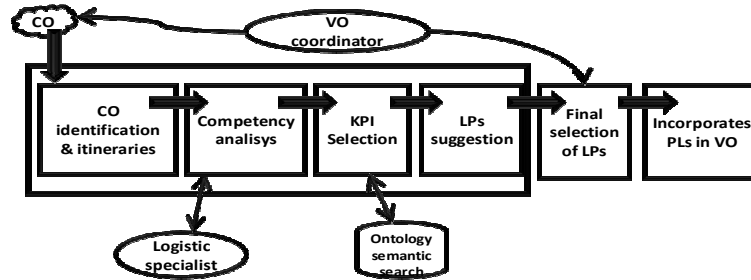 CO
VO
coordinator
CO
identification
& itineraries
Competency
analisys
KPI
Selection
LPs
suggestion
Final
selection
of LPs
Incorporates
PLs in VO
Logistic
specialist
Ontology
semantic
search